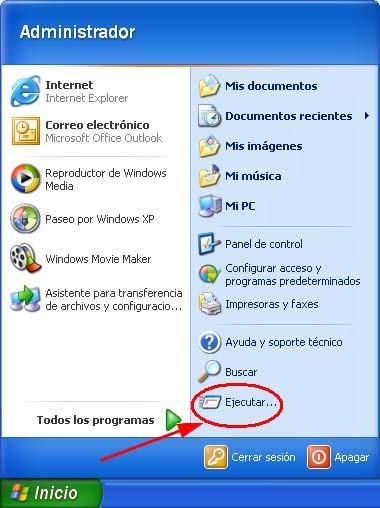 Administrador
Internet
Internet Explorer
Correo electrónico
Microsoft Office Outlook
Reproductor de Windows
Media
Paseo por Windows XP
Windows Movie Maker
Asistente para transferencia
de archivos y configuracio...
Todos los programas
Mis documentos
Documentos recientes
Mis imágenes
Mi música
Mi PC
Panel de control
Configurar acceso y
programas predeterminados
Impresoras y faxes
Ayuda y soporte técnico
Buscar
Ejecutar...
Cerrar sesión
Apagar
Inicio